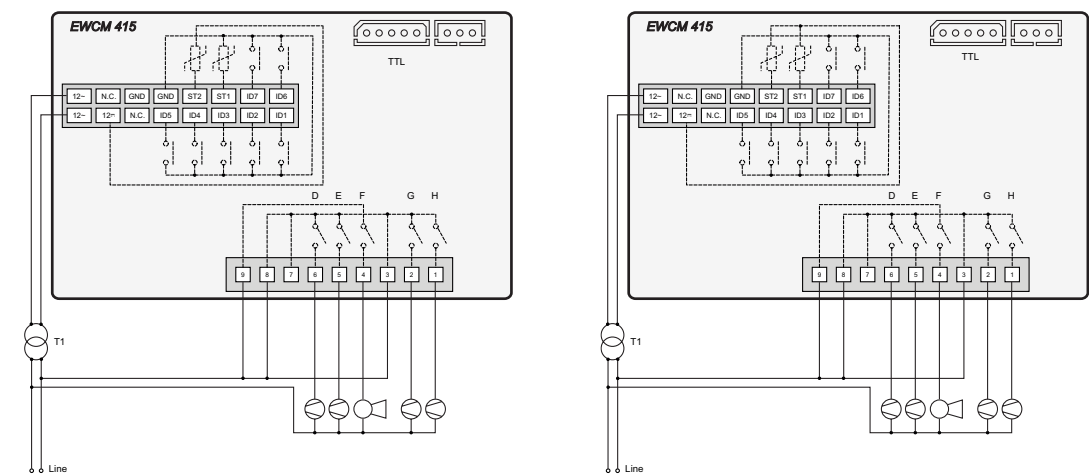 EWCM 415
TTL
12~ N.C. GND GND ST2 ST1 ID7 ID6
12~ 12= N.C. ID5 ID4 ID3 ID2 ID1
D E F G H
9 8 7 6 5 4 3 2 1
T1
Line
EWCM 415
TTL
12~ N.C. GND GND ST2 ST1 ID7 ID6
12~ 12= N.C. ID5 ID4 ID3 ID2 ID1
D E F G H
9 8 7 6 5 4 3 2 1
T1
Line